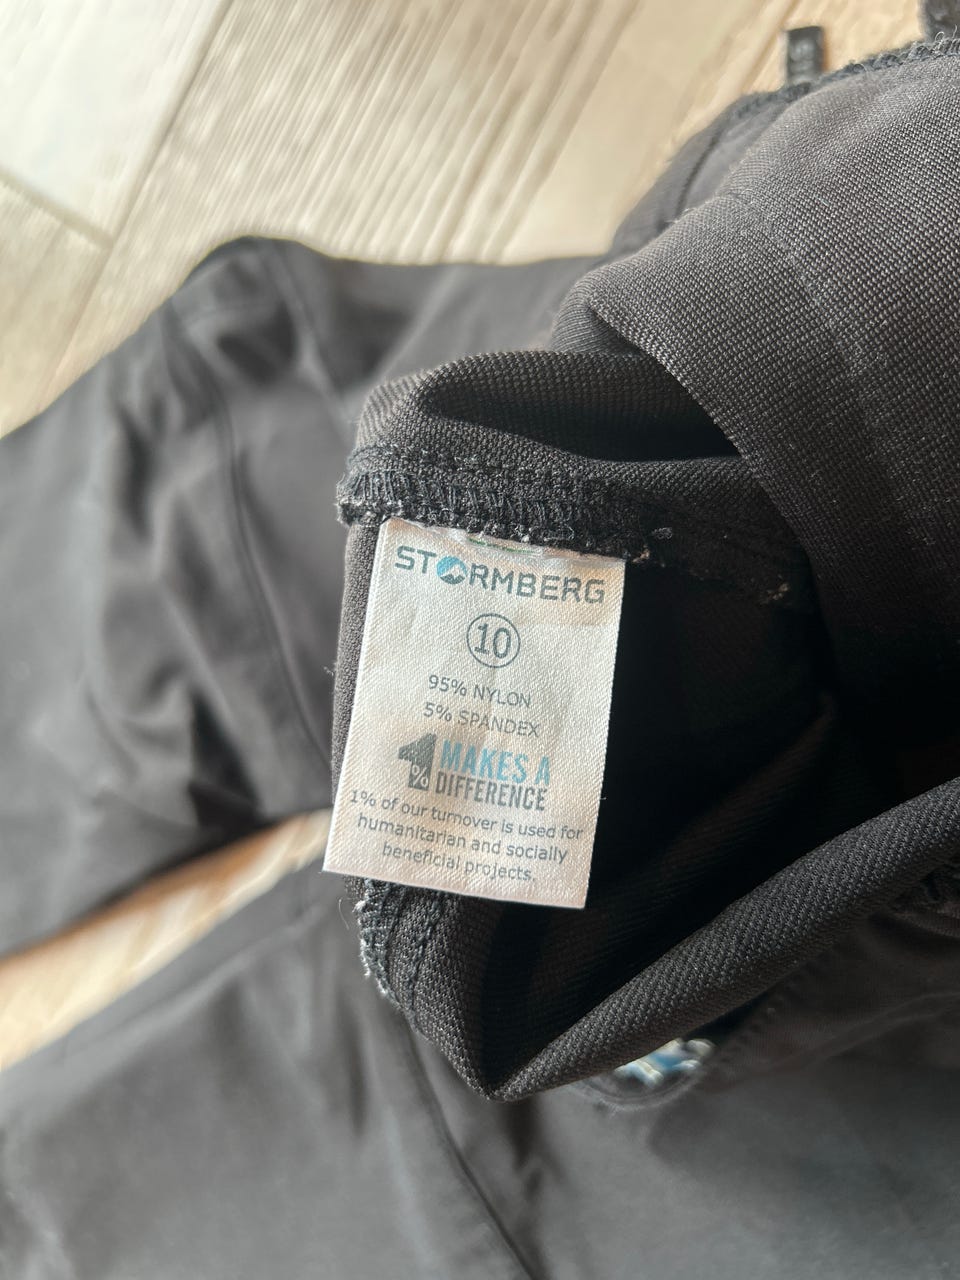 STORMBERG
10
95% NYLON
5% SPANDEX
1% MAKES A
DIFFERENCE
1% of our turnover is used for
humanitarian and socially
beneficial projects.